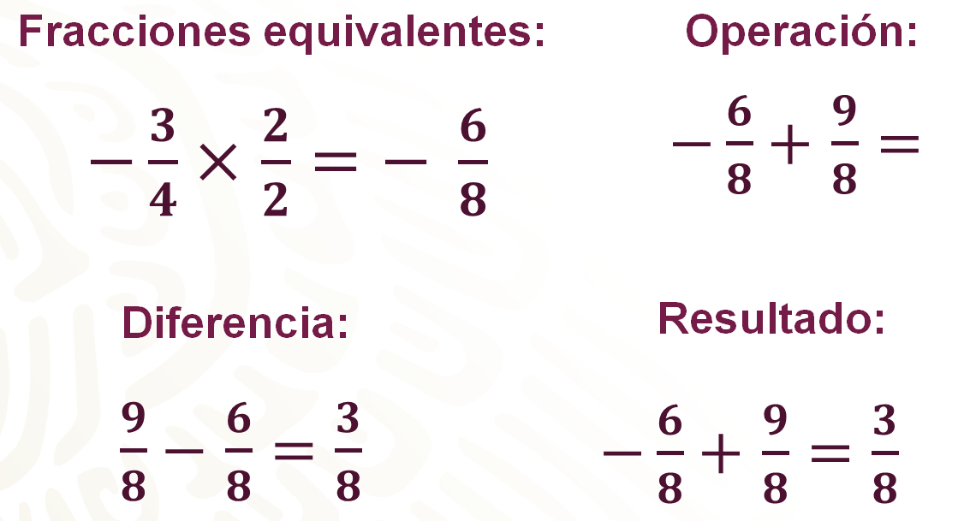 Fracciones equivalentes:
−3/4 × 2/2 = − 6/8
Operación:
−6/8 + 9/8 =
Diferencia:
9/8 − 6/8 = 3/8
Resultado:
−6/8 + 9/8 = 3/8